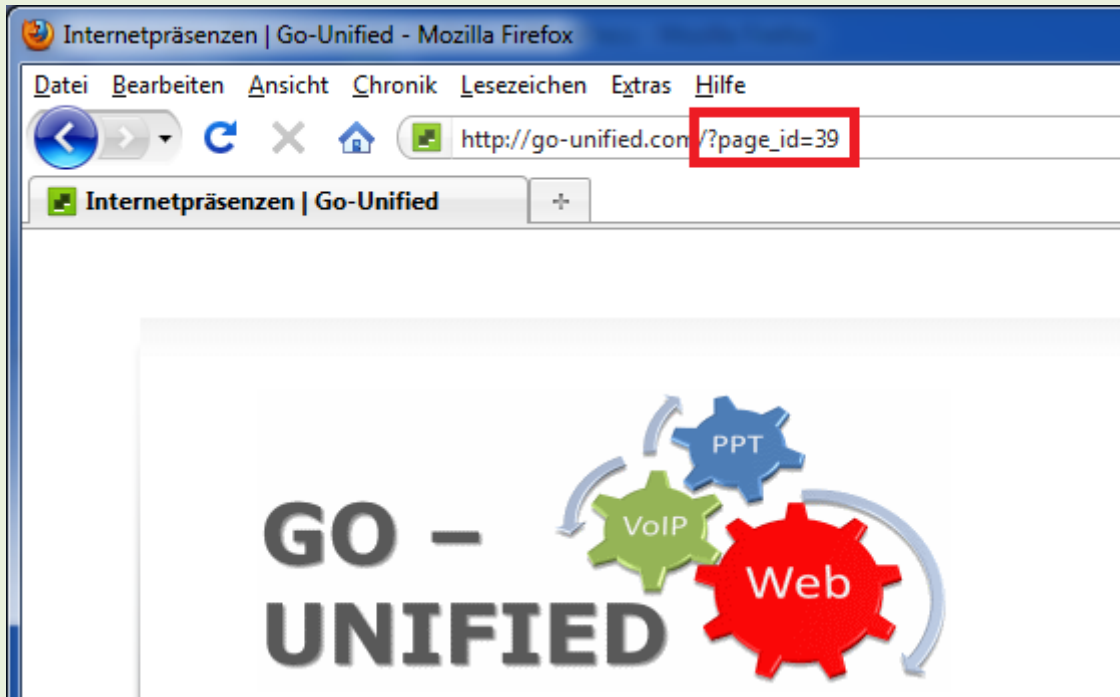 Internetpräsenzen | Go-Unified - Mozilla Firefox
Datei Bearbeiten Ansicht Chronik Lesezeichen Extras Hilfe
http://go-unified.com/?page_id=39
Internetpräsenzen | Go-Unified
PPT
VoIP
Web
GO –
UNIFIED